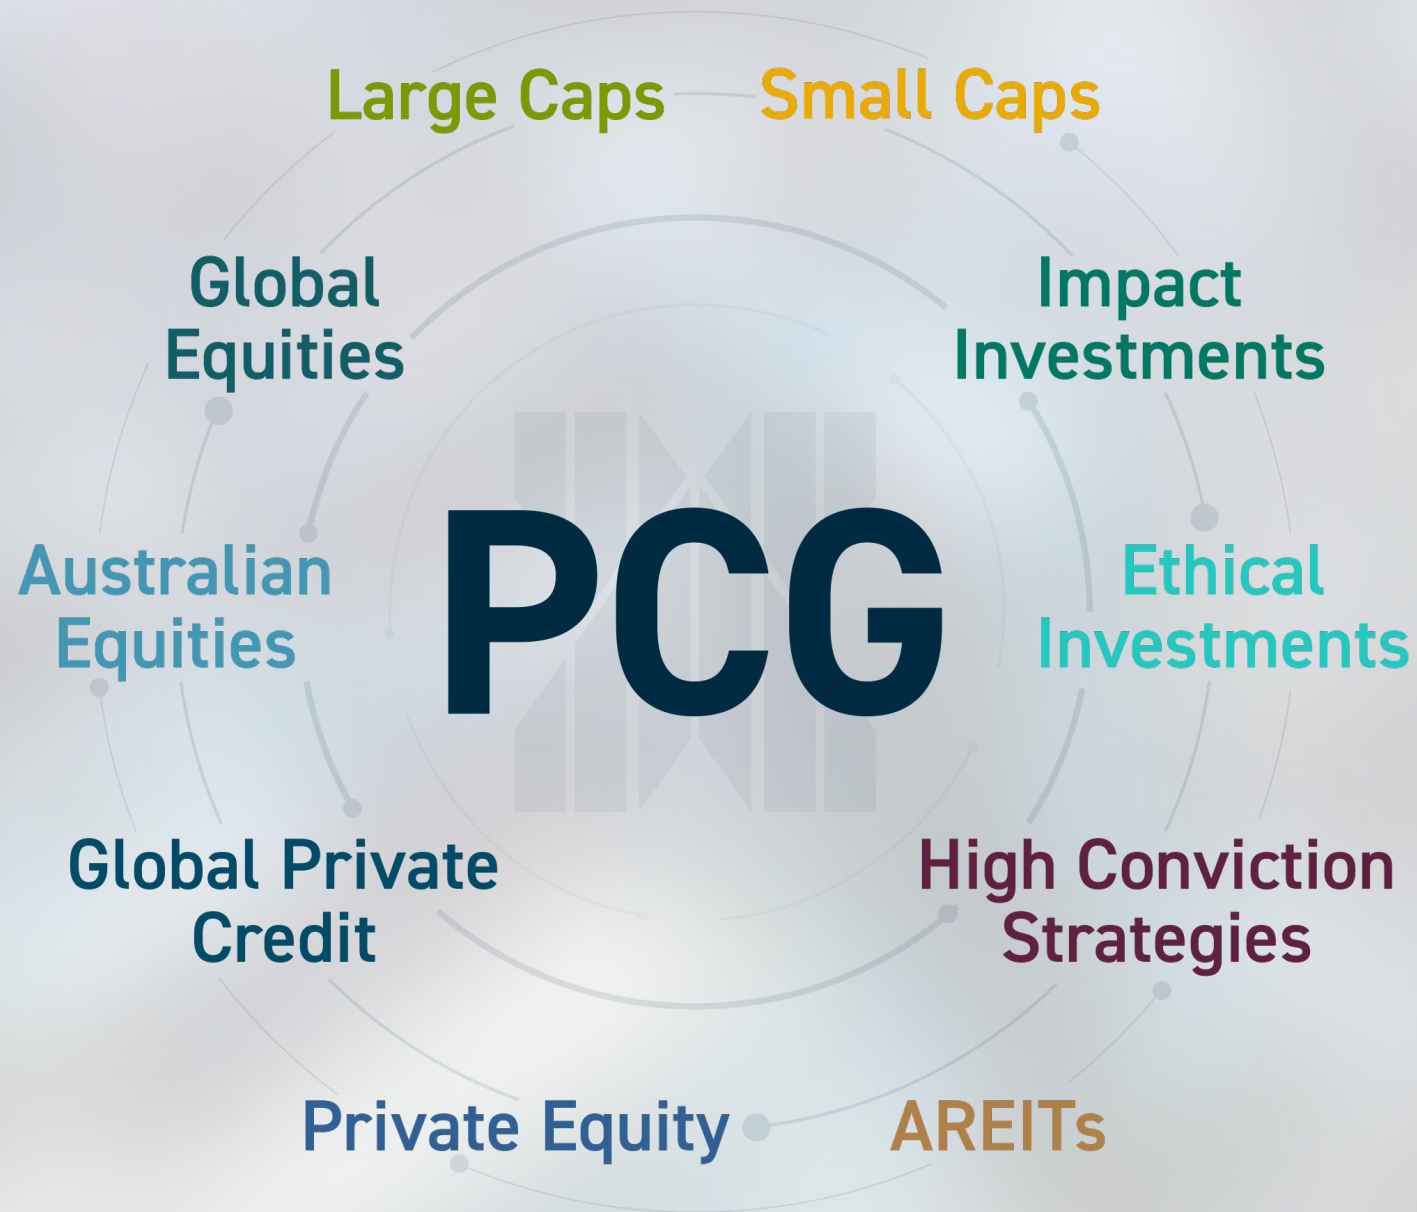 Large Caps
Small Caps
Global
Equities
Impact
Investments
Australian
Equities
PCG
Ethical
Investments
Global Private
Credit
High Conviction
Strategies
Private Equity
AREITs